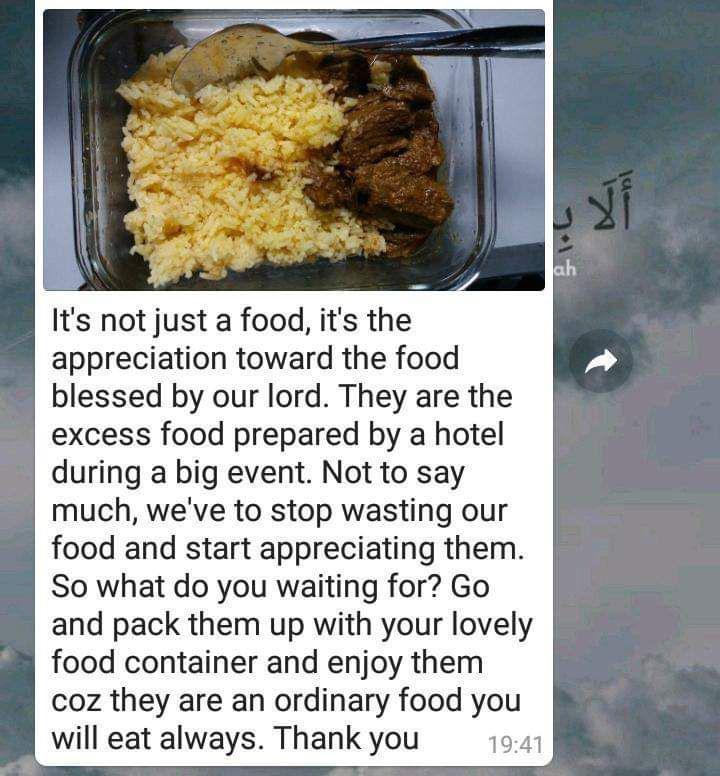 أَلَا بِ
ah
It's not just a food, it's the
appreciation toward the food
blessed by our lord. They are the
excess food prepared by a hotel
during a big event. Not to say
much, we've to stop wasting our
food and start appreciating them.
So what do you waiting for? Go
and pack them up with your lovely
food container and enjoy them
coz they are an ordinary food you
will eat always. Thank you
19:41